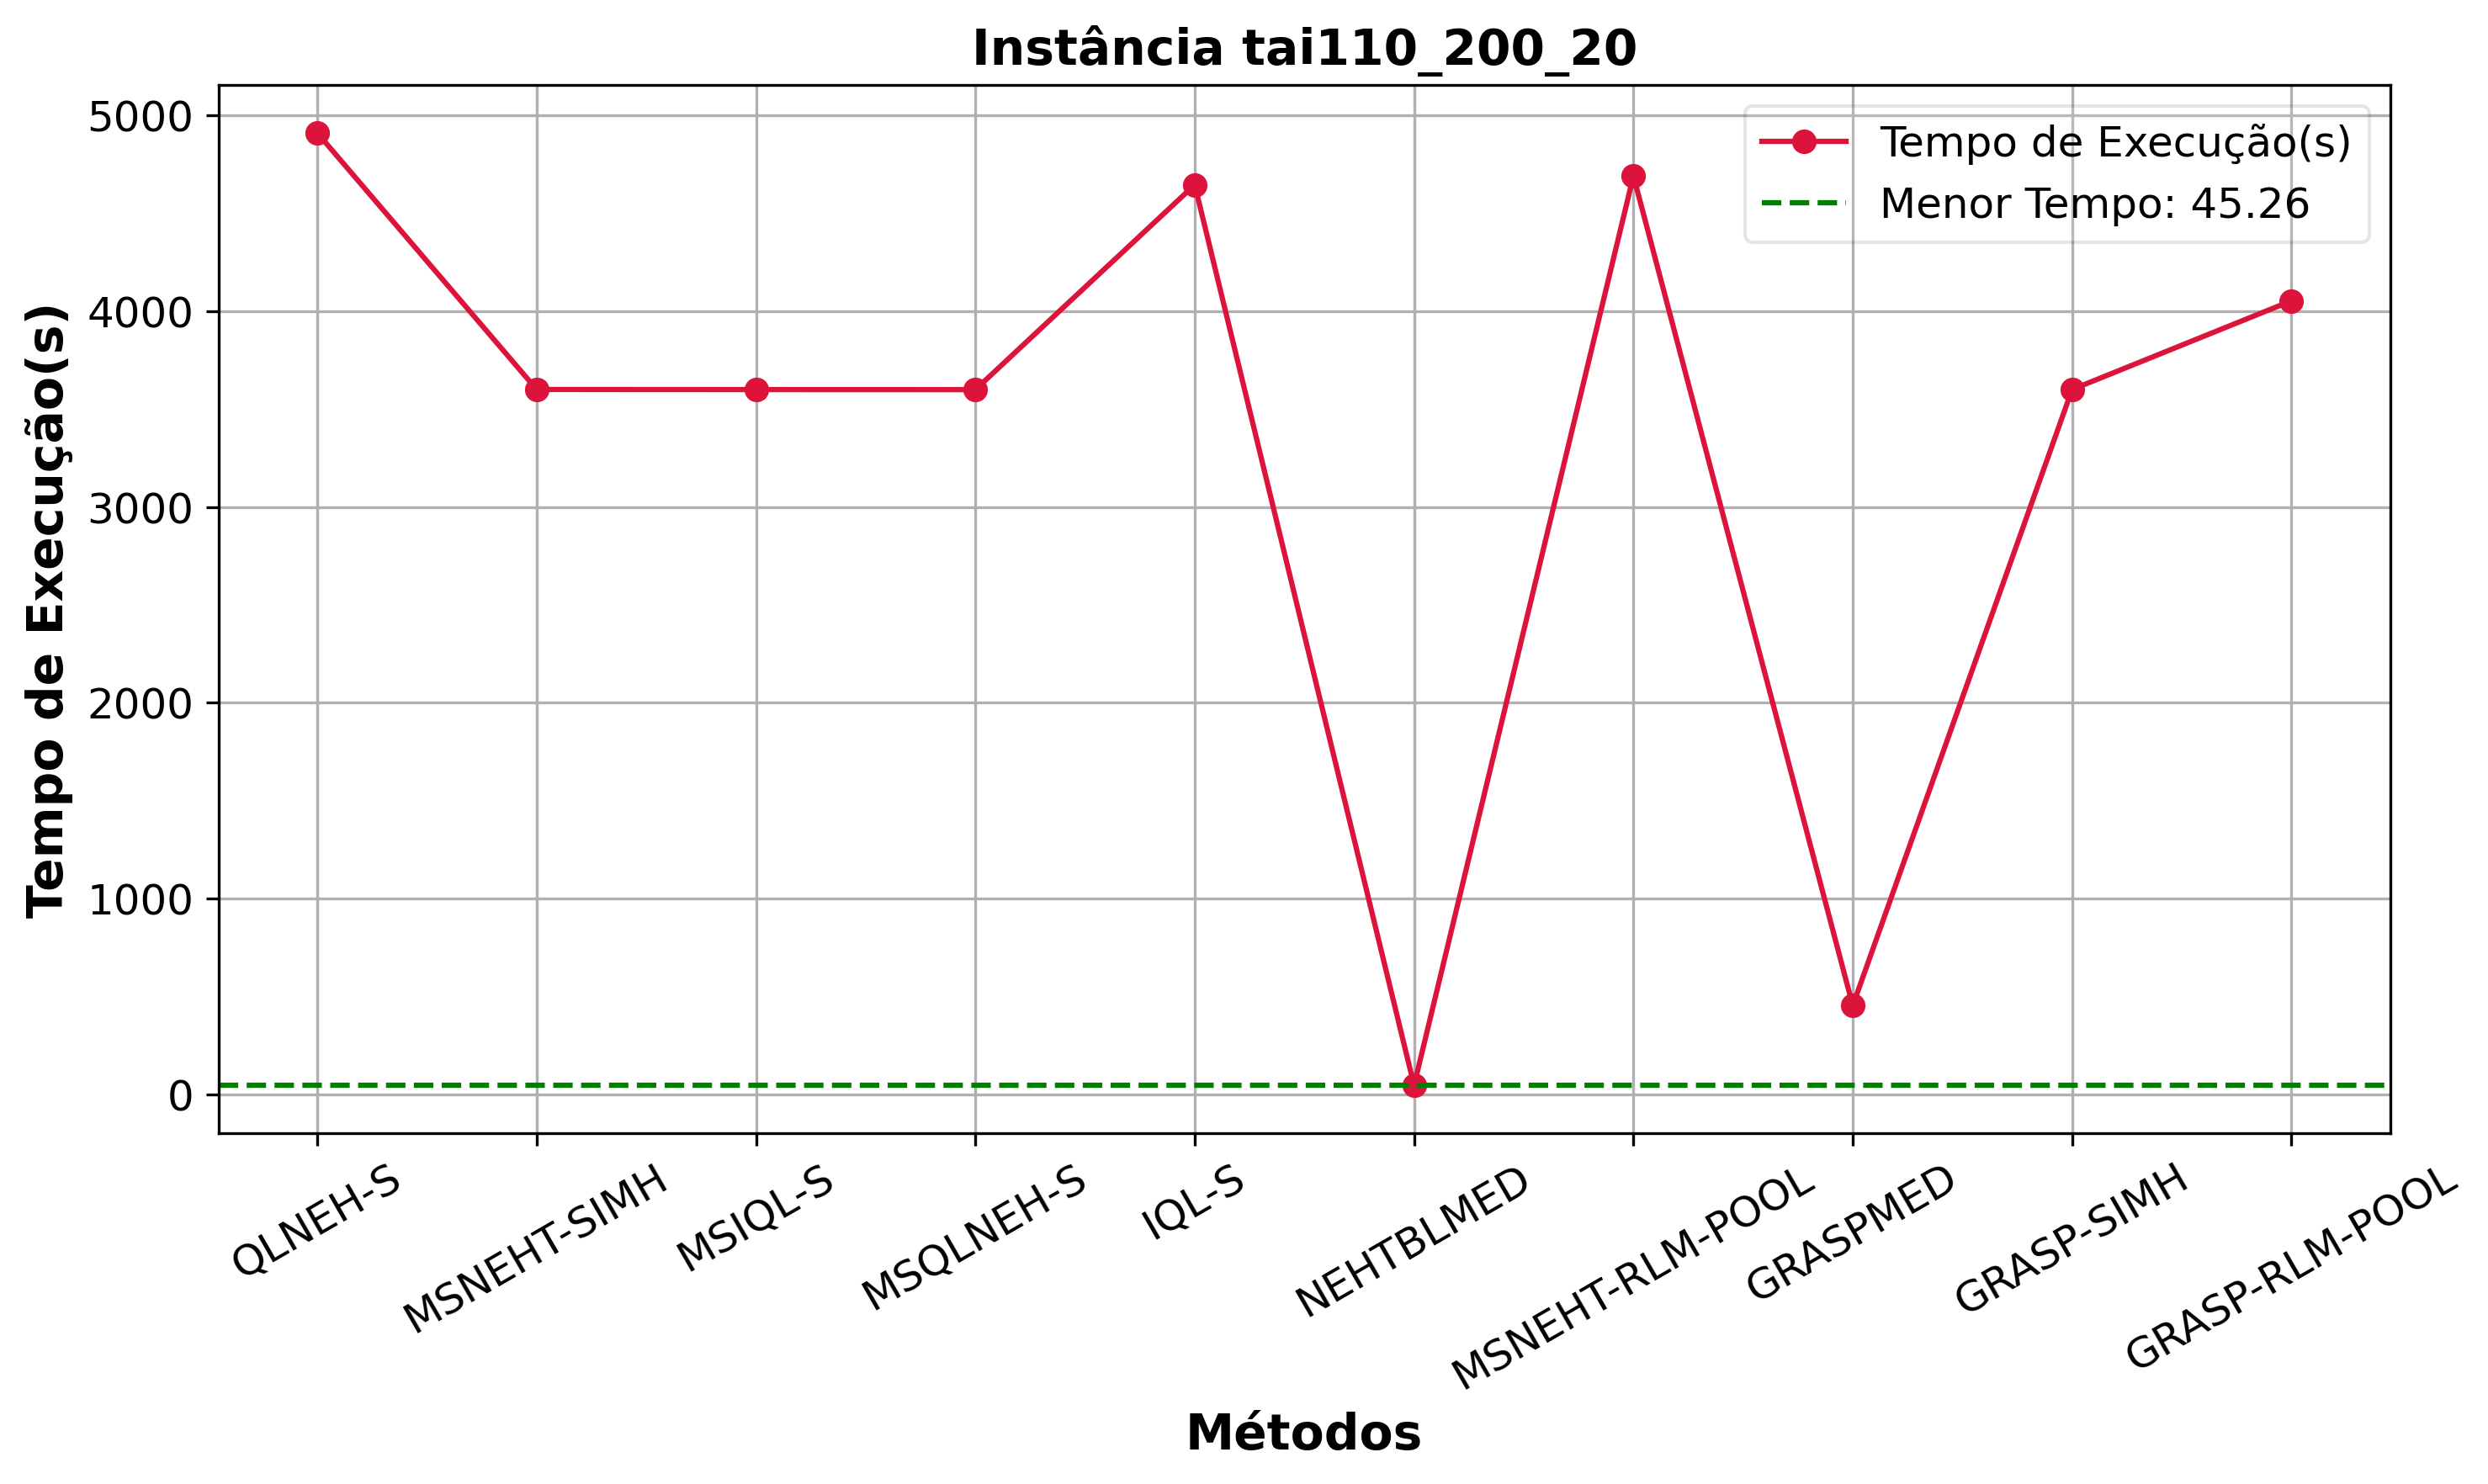 Instância tai110_200_20
Tempo de Execução(s)
Menor Tempo: 45.26
Tempo de Execução(s)
5000
4000
3000
2000
1000
0
QLNEH-S
MSNEHT-SIMH
MSIQL-S
MSQLNEH-S
IQL-S
NEHTBLMED
MSNEHT-RLM-POOL
GRASPMED
GRASP-SIMH
GRASP-RLM-POOL
Métodos